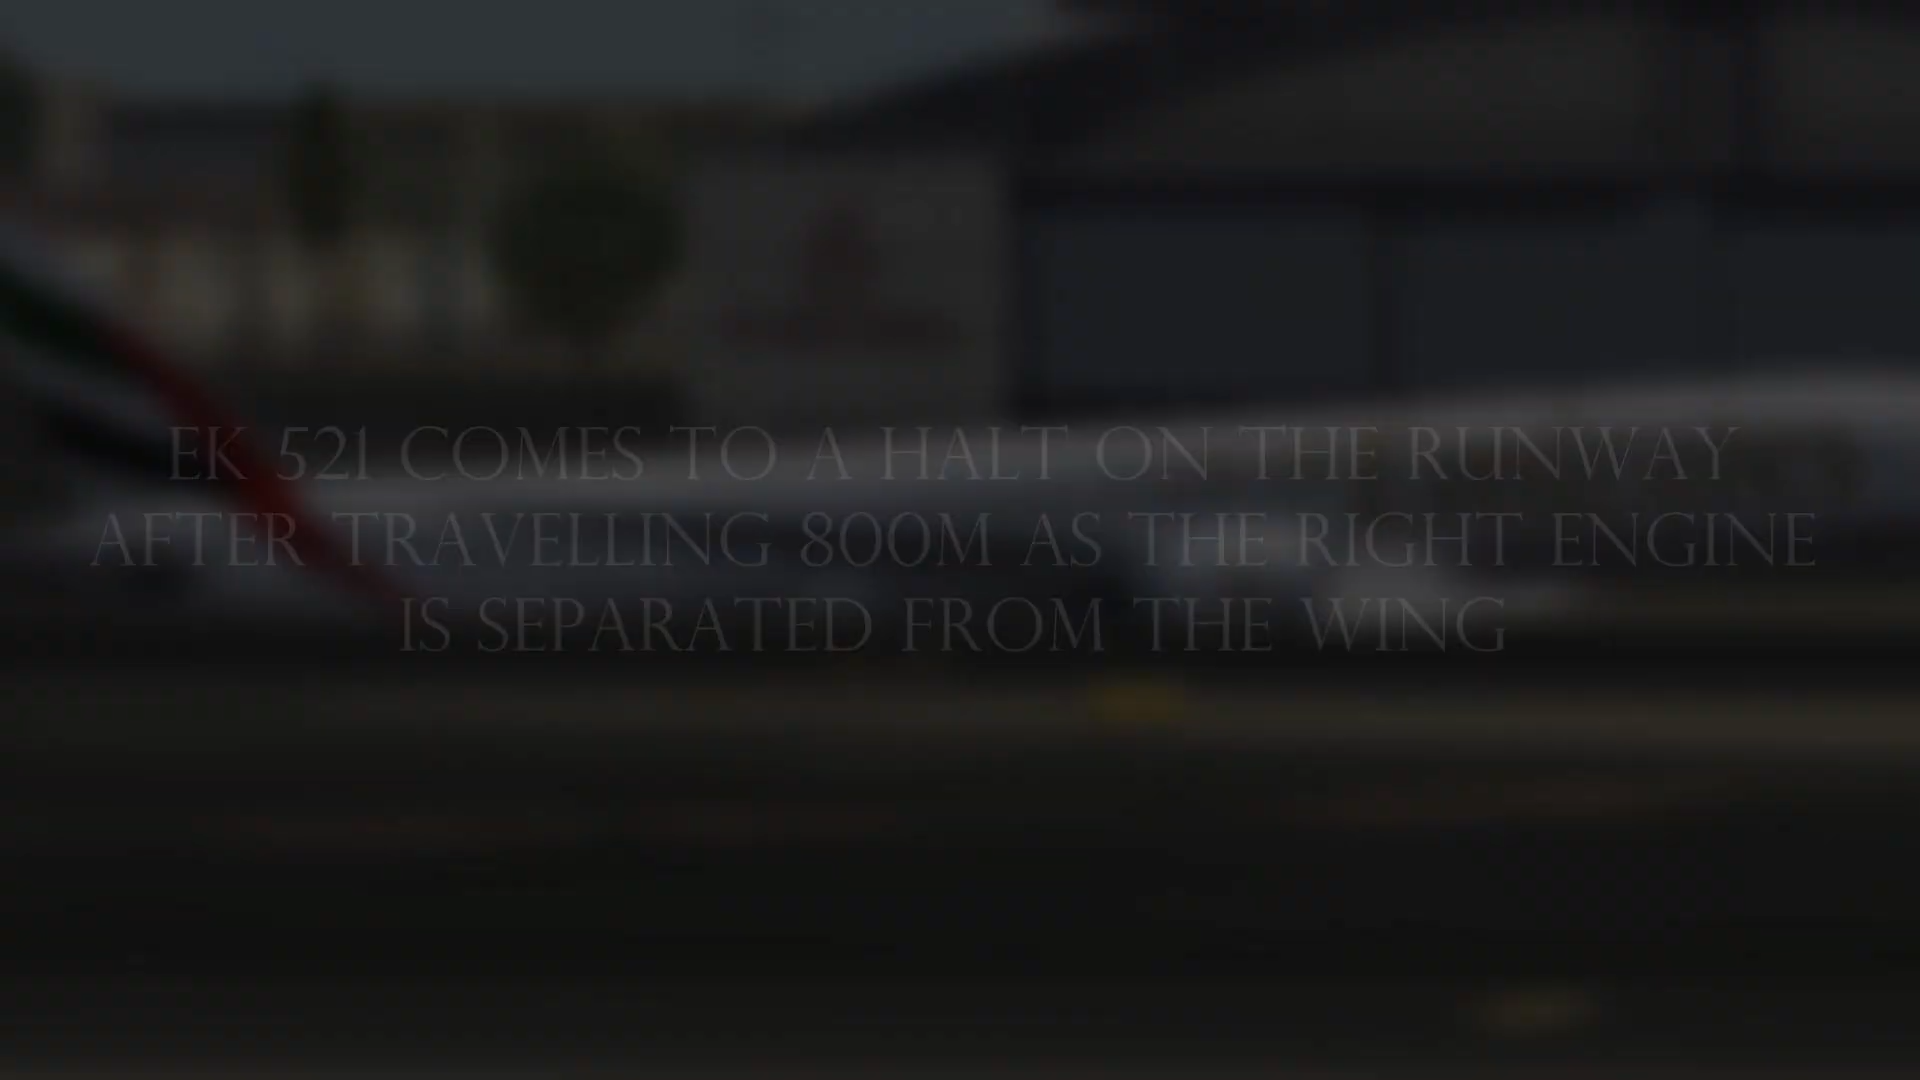 EK 521 COMES TO A HALT ON THE RUNWAY
AFTER TRAVELLING 800M AS THE RIGHT ENGINE
IS SEPARATED FROM THE WING